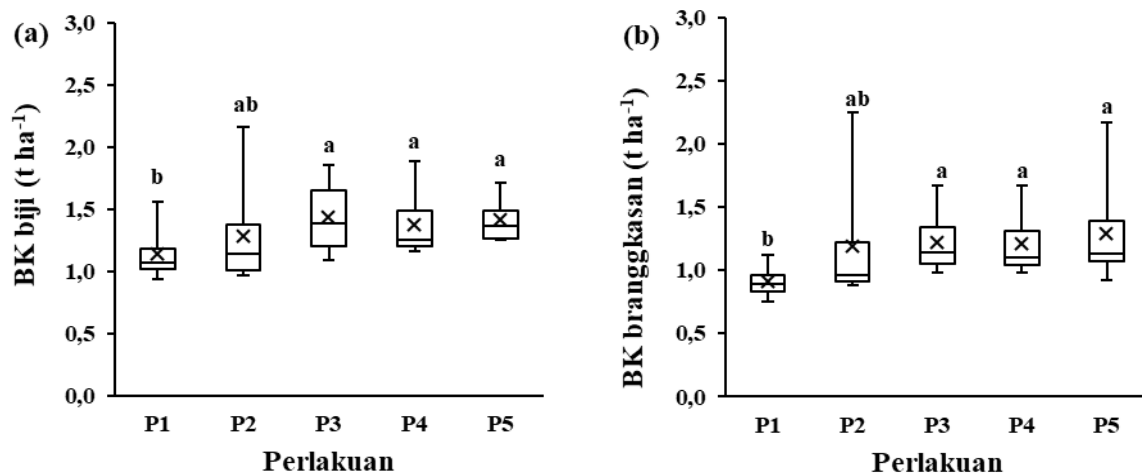 (a)
BK biji (t ha⁻¹)
3,0
2,5
2,0
1,5
1,0
0,5
0,0
b
ab
a
a
a
P1 P2 P3 P4 P5
Perlakuan
(b)
BK branggkasan (t ha⁻¹)
3,0
2,5
2,0
1,5
1,0
0,5
0,0
b
ab
a
a
a
P1 P2 P3 P4 P5
Perlakuan